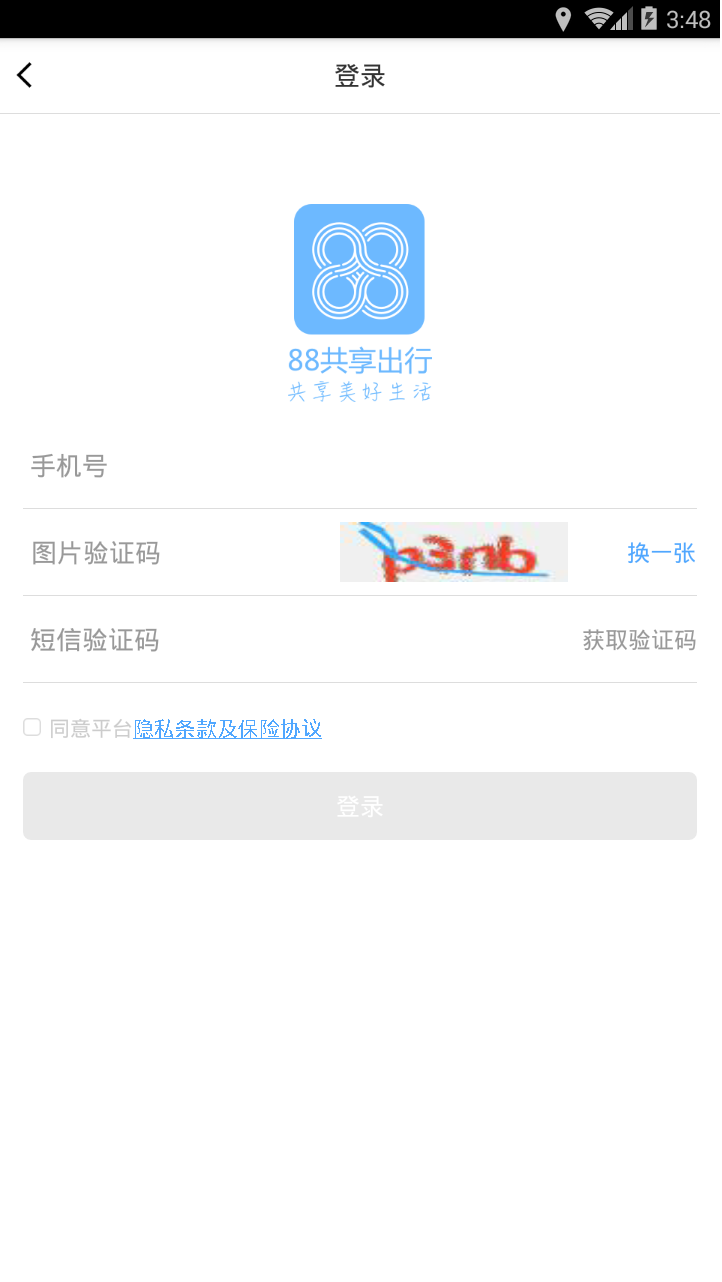 3:48
登录
88共享出行
共享美好生活
手机号
图片验证码 p3nb 换一张
短信验证码 获取验证码
同意平台隐私条款及保险协议
登录